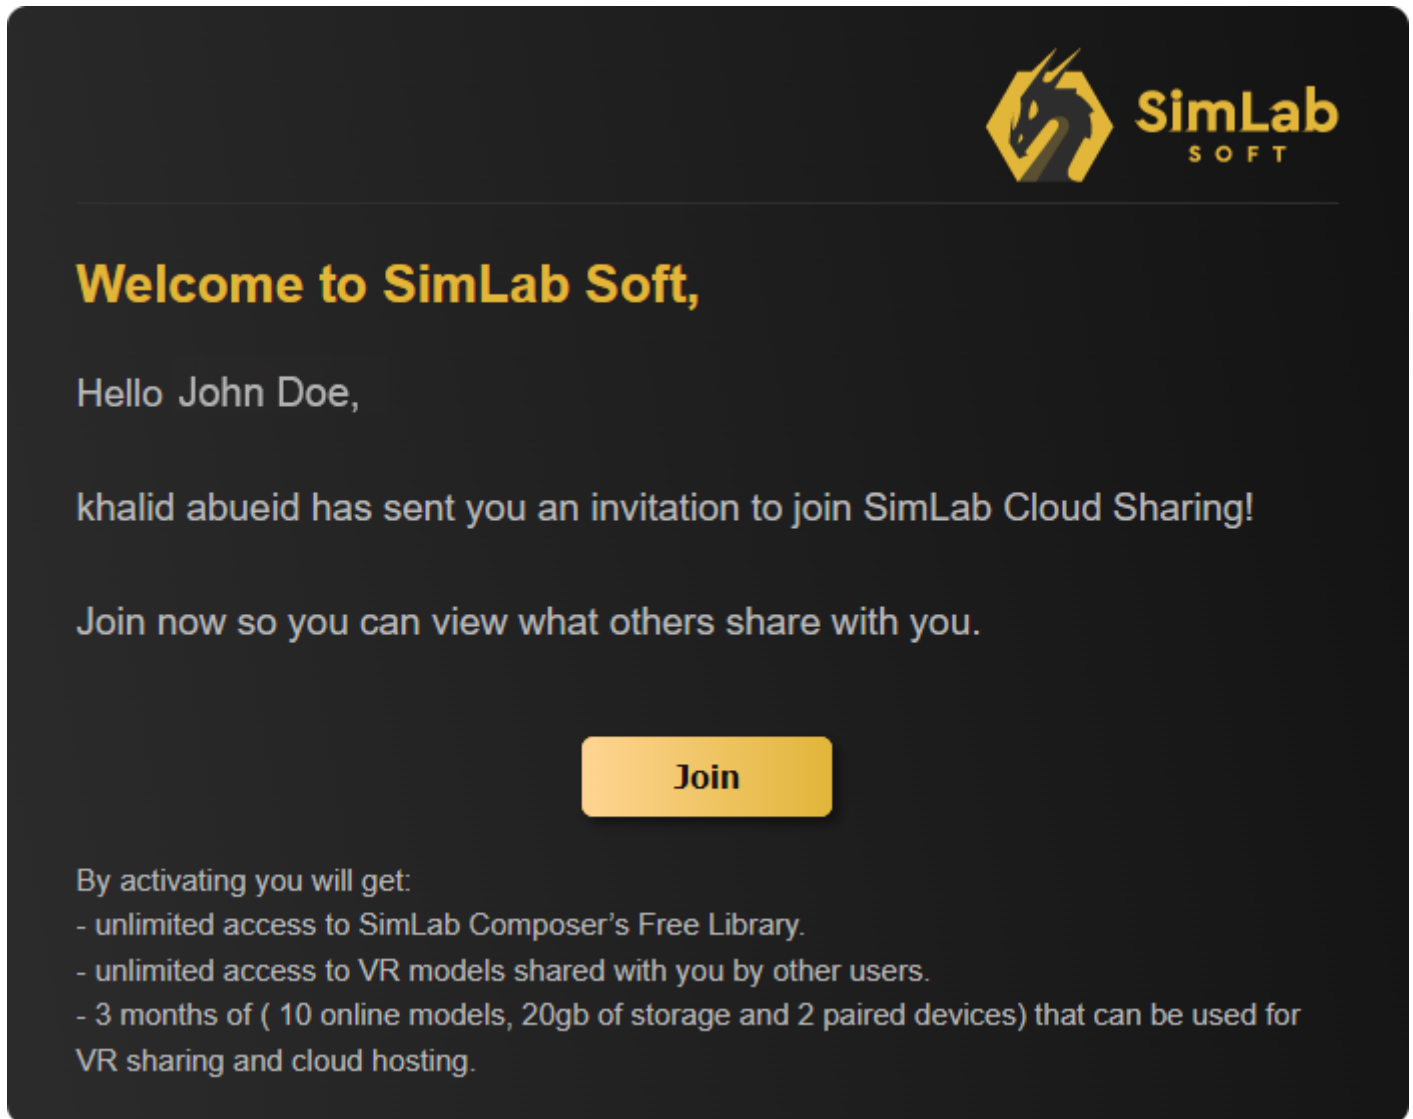 SimLab
SOFT
Welcome to SimLab Soft,
Hello John Doe,
khalid abueid has sent you an invitation to join SimLab Cloud Sharing!
Join now so you can view what others share with you.
Join
By activating you will get:
- unlimited access to SimLab Composer’s Free Library.
- unlimited access to VR models shared with you by other users.
- 3 months of ( 10 online models, 20gb of storage and 2 paired devices) that can be used for
VR sharing and cloud hosting.